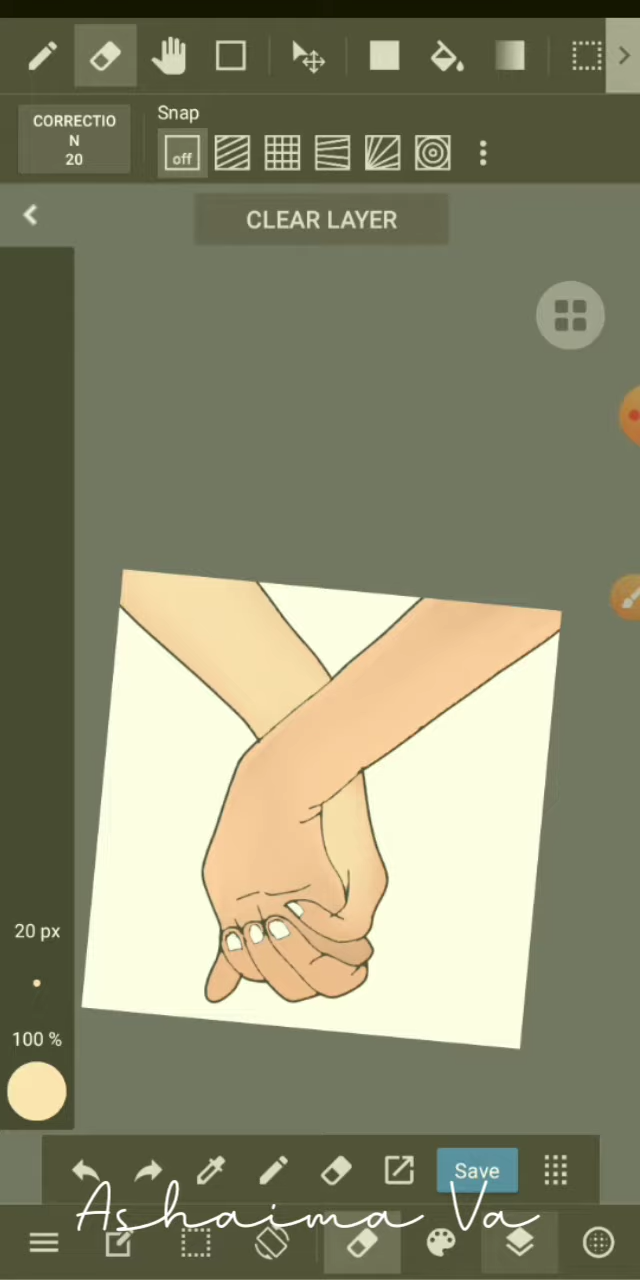 CORRECTIO
N
20
Snap
off
CLEAR LAYER
20 px
100 %
Save
Ashaima Va